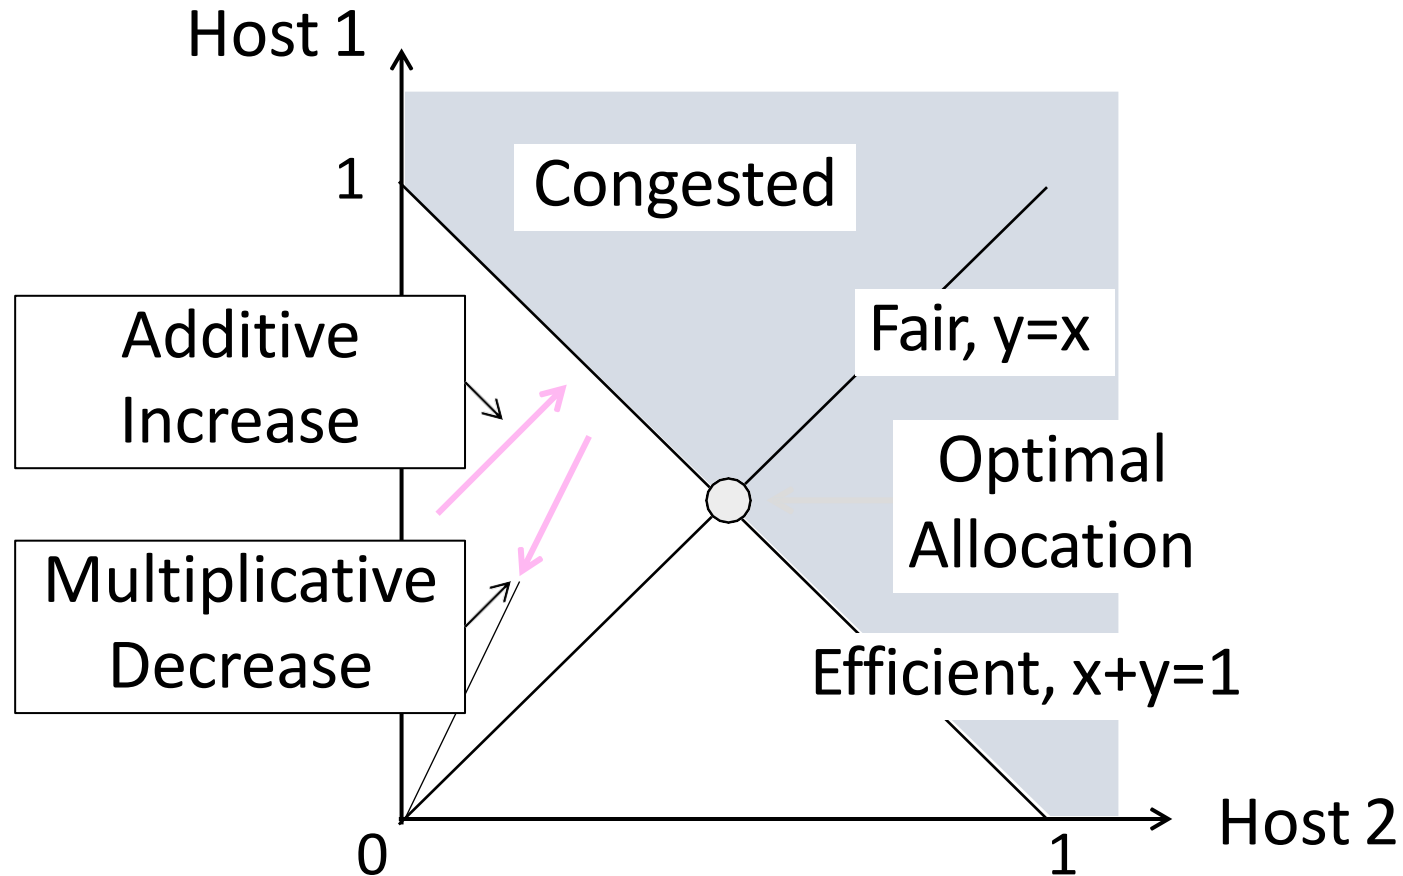 Host 1
1
Congested
Additive
Increase
Fair, y=x
Optimal
Allocation
Multiplicative
Decrease
Efficient, x+y=1
0
1
Host 2